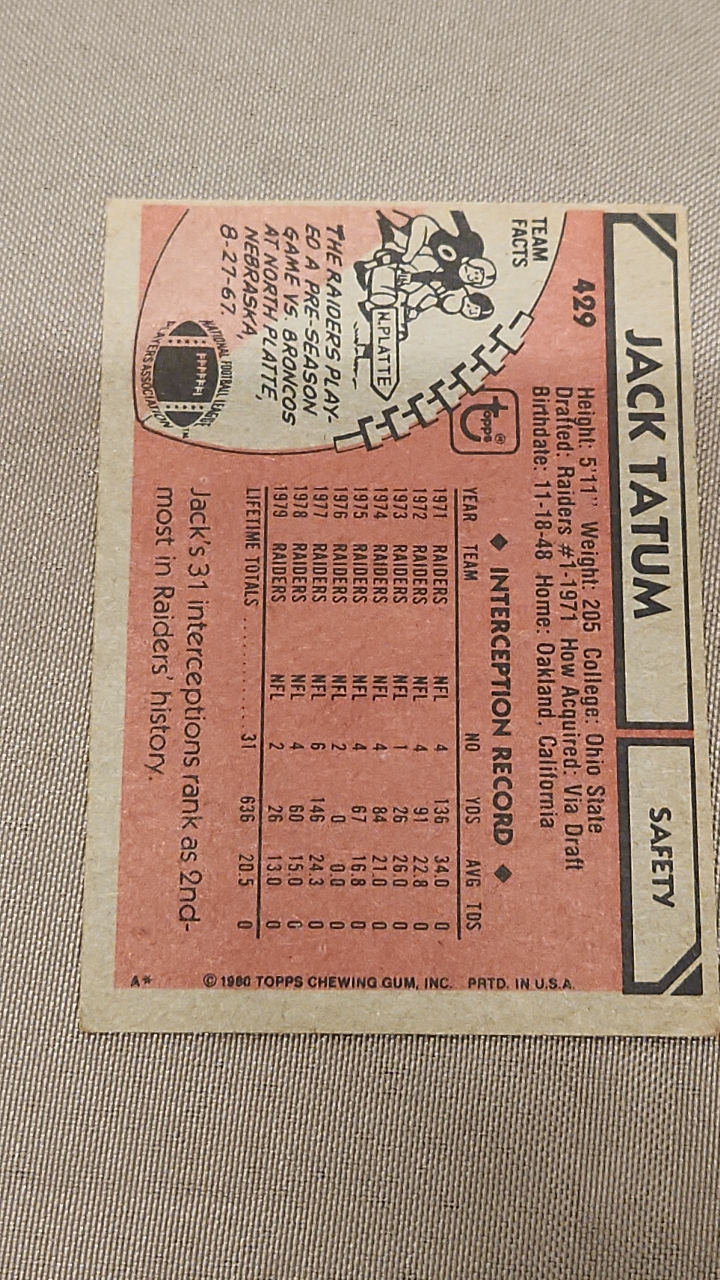 JACK TATUM SAFETY
429
Height: 5'11" Weight: 205 College: Ohio State
Drafted: Raiders #1-1971 How Acquired: Via Draft
Birthdate: 11-18-48 Home: Oakland, California
TEAM
FACTS
N. PLATTE
THE RAIDERS PLAY-
ED A PRE-SEASON
GAME VS. BRONCOS
AT NORTH PLATTE,
NEBRASKA,
8-27-67.
NATIONAL FOOTBALL LEAGUE
PLAYERS ASSOCIATION™
topps®
◆ INTERCEPTION RECORD ◆
YEAR TEAM NO YDS AVG TDS
1971 RAIDERS NFL 4 136 34.0 0
1972 RAIDERS NFL 4 91 22.8 0
1973 RAIDERS NFL 1 26 26.0 0
1974 RAIDERS NFL 4 84 21.0 0
1975 RAIDERS NFL 4 67 16.8 0
1976 RAIDERS NFL 2 0 0.0 0
1977 RAIDERS NFL 6 146 24.3 0
1978 RAIDERS NFL 4 60 15.0 0
1979 RAIDERS NFL 2 26 13.0 0
LIFETIME TOTALS .......... 31 636 20.5 0
Jack's 31 interceptions rank as 2nd-
most in Raiders' history.
A* © 1980 TOPPS CHEWING GUM, INC. PRTD. IN U.S.A.